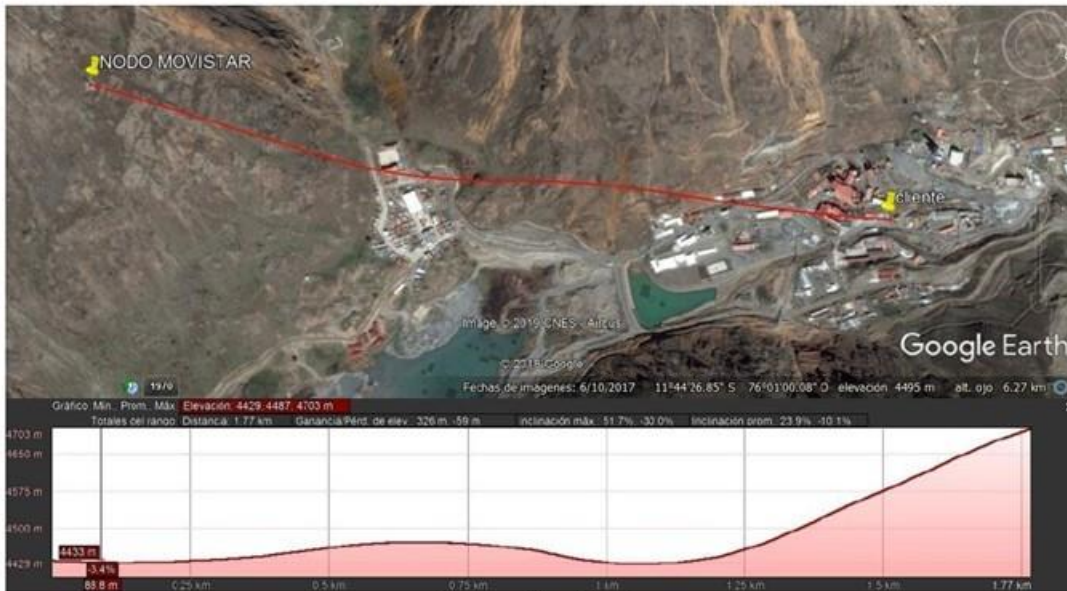 NODO MOVISTAR
cliente
Image © 2019 CNES - Airbus
© 2018 Google
Google Earth
1970
Fechas de imágenes: 6/10/2017 11°44'26.85" S 76°01'00.08" O elevación 4495 m alt. ojo 6.27 km
Gráfico: Mín., Prom., Máx. Elevación: 4429, 4487, 4703 m
Totales del rango: Distancia: 1.77 km Ganancia/Pérd. de elev.: 326 m, -59 m Inclinación máx.: 51.7%, -30.0% Inclinación prom.: 23.9%, -10.1%
4703 m
4650 m
4575 m
4500 m
4433 m
4429 m
-3.4%
88.8 m
0.25 km
0.5 km
0.75 km
1 km
1.25 km
1.5 km
1.77 km